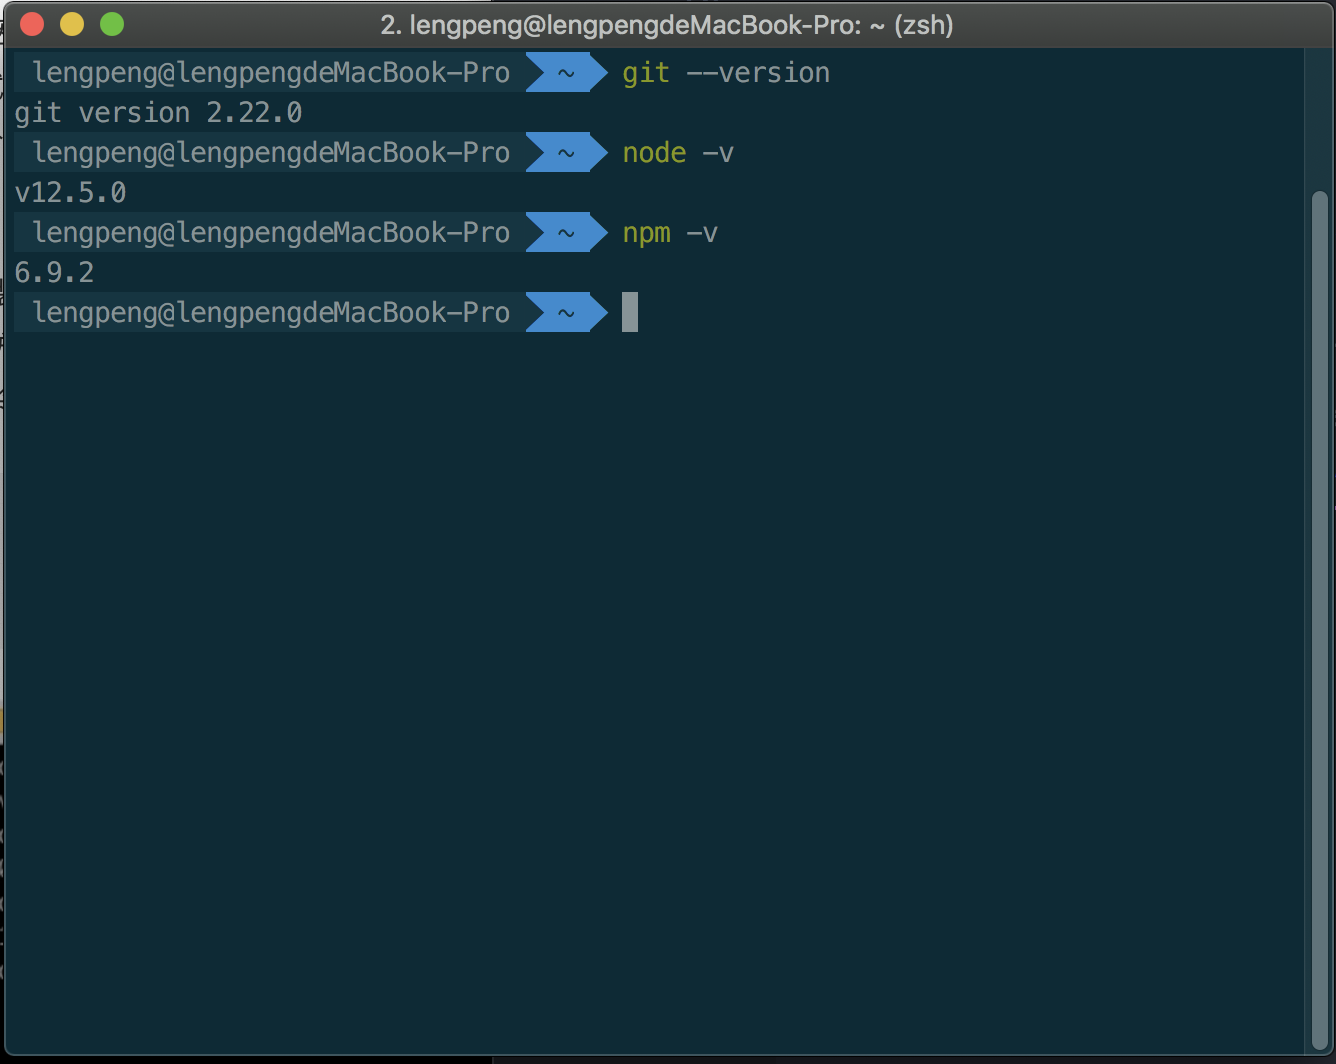 2. lengpeng@lengpengdeMacBook-Pro: ~ (zsh)
lengpeng@lengpengdeMacBook-Pro ~ git --version
git version 2.22.0
lengpeng@lengpengdeMacBook-Pro ~ node -v
v12.5.0
lengpeng@lengpengdeMacBook-Pro ~ npm -v
6.9.2
lengpeng@lengpengdeMacBook-Pro ~